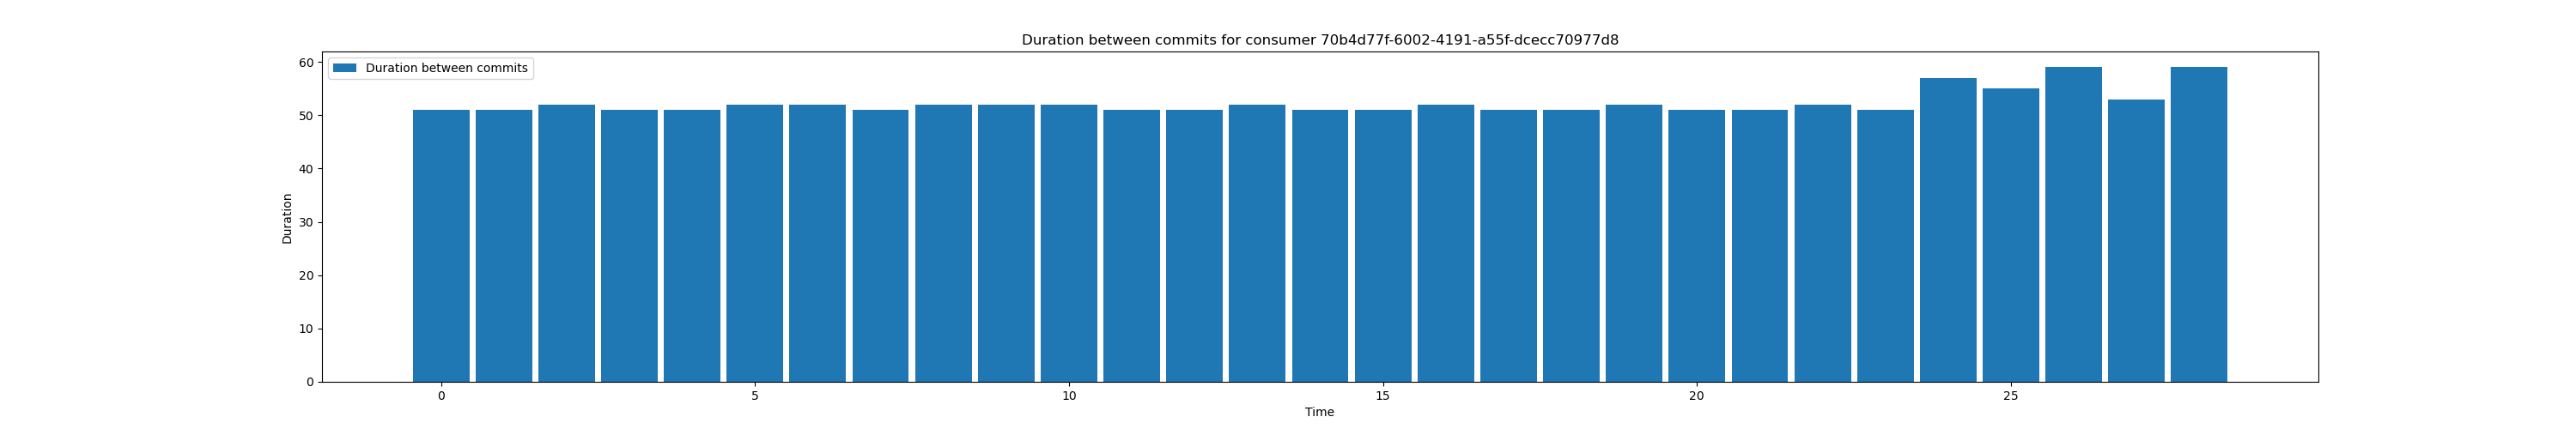 Duration between commits for consumer 70b4d77f-6002-4191-a55f-dcecc70977d8
Duration between commits
60
50
40
30
20
10
0
Duration
0 5 10 15 20 25
Time